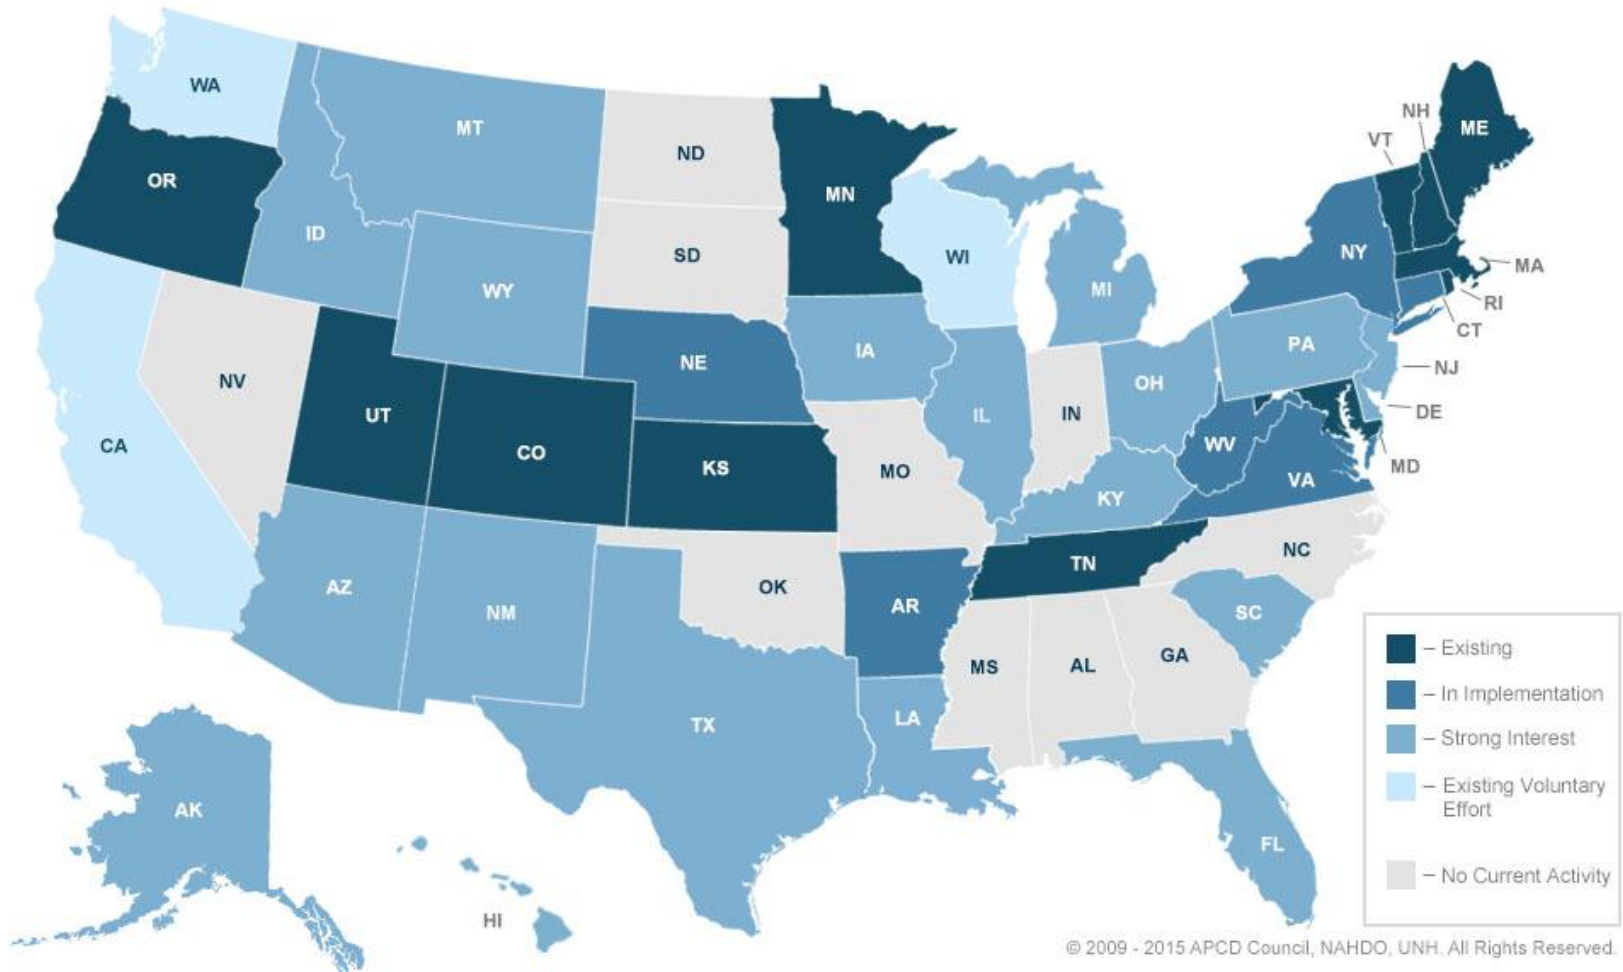 WA
MT
ND
MN
NH
VT
ME
OR
ID
SD
WI
NY
MA
WY
MI
RI
CT
NE
IA
PA
NJ
NV
OH
DE
UT
IL
IN
CA
CO
KS
MO
WV
MD
KY
VA
AZ
NM
OK
AR
TN
NC
SC
MS
AL
GA
TX
LA
AK
FL
HI
– Existing
– In Implementation
– Strong Interest
– Existing Voluntary
Effort
– No Current Activity
© 2009 - 2015 APCD Council, NAHDO, UNH. All Rights Reserved.